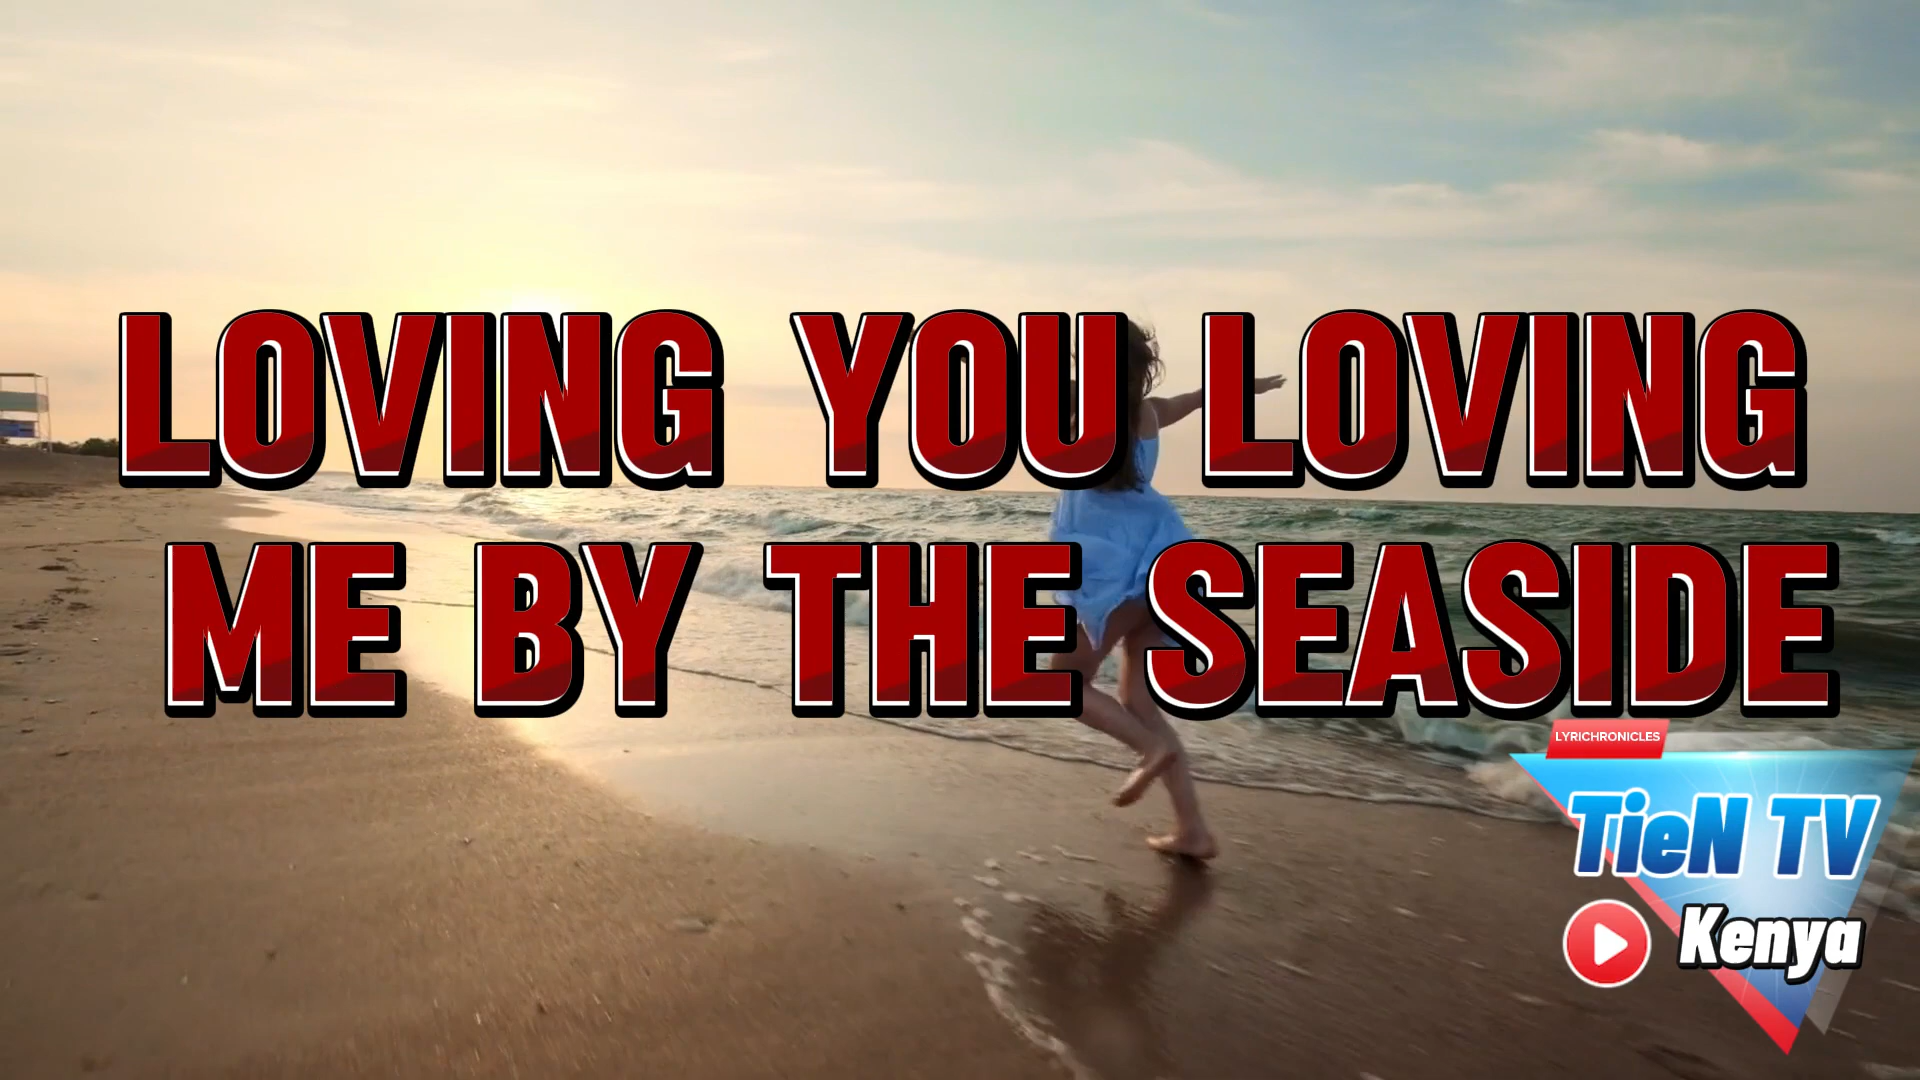 LOVING YOU LOVING
ME BY THE SEASIDE
LYRICHRONICLES
TieN TV
Kenya